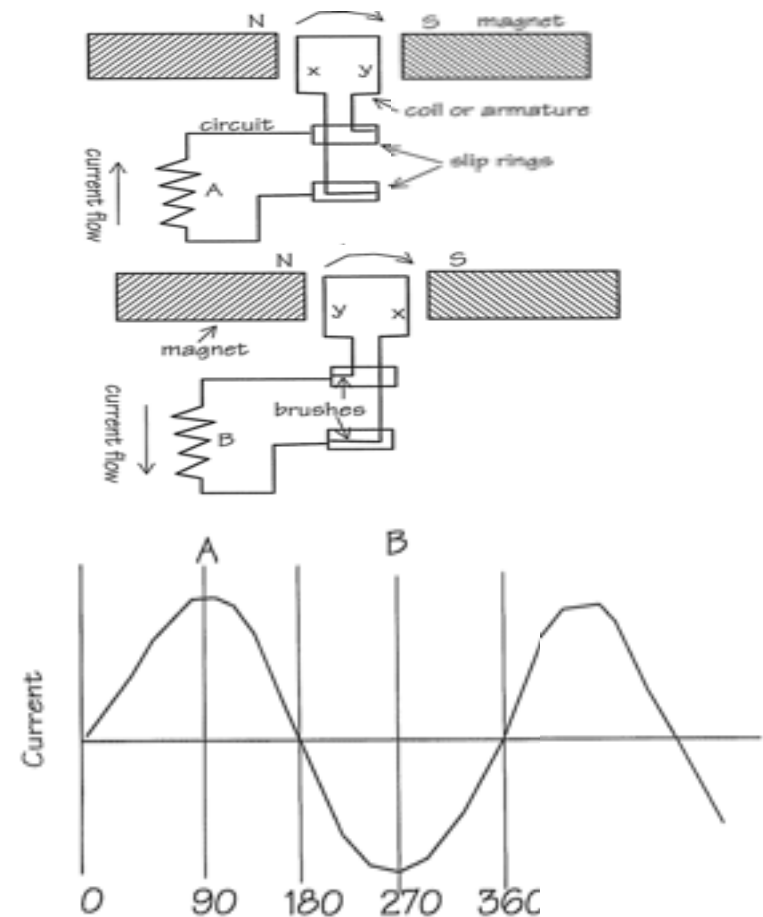 N S magnet
x y
coil or armature
circuit
slip rings
current flow
A
N S
y x
magnet
brushes
current flow
B
A B
Current
0 90 180 270 360